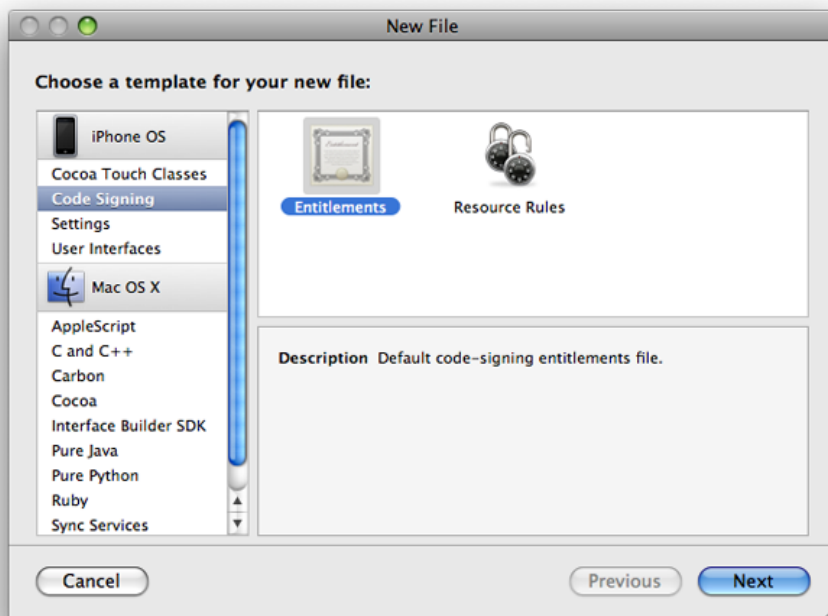 New File
Choose a template for your new file:
iPhone OS
Cocoa Touch Classes
Code Signing
Settings
User Interfaces
Mac OS X
AppleScript
C and C++
Carbon
Cocoa
Interface Builder SDK
Pure Java
Pure Python
Ruby
Sync Services
Entitlements
Resource Rules
Description Default code-signing entitlements file.
Cancel
Previous
Next